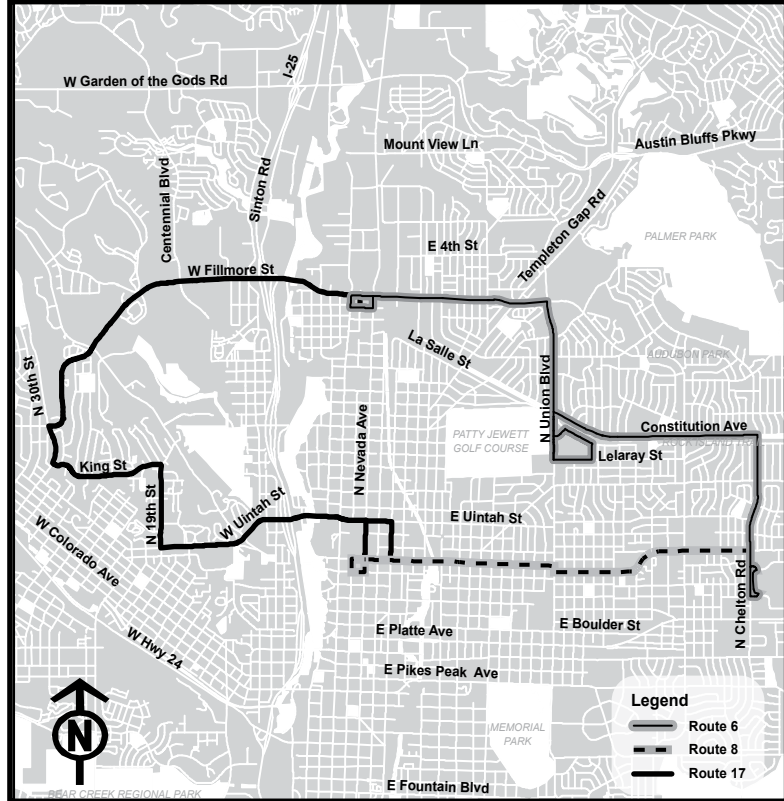 I-25
W Garden of the Gods Rd
Mount View Ln
Austin Bluffs Pkwy
Centennial Blvd
Sinton Rd
Templeton Gap Rd
PALMER PARK
E 4th St
W Fillmore St
La Salle St
AUDUBON PARK
N 30th St
N Union Blvd
N Nevada Ave
Constitution Ave
PATTY JEWETT
GOLF COURSE
Lelaray St
King St
N 19th St
W Uintah St
E Uintah St
W Colorado Ave
N Chelton Rd
E Platte Ave
E Boulder St
W Hwy 24
E Pikes Peak Ave
MEMORIAL
PARK
Legend
Route 6
Route 8
Route 17
N
E Fountain Blvd
BEAR CREEK REGIONAL PARK